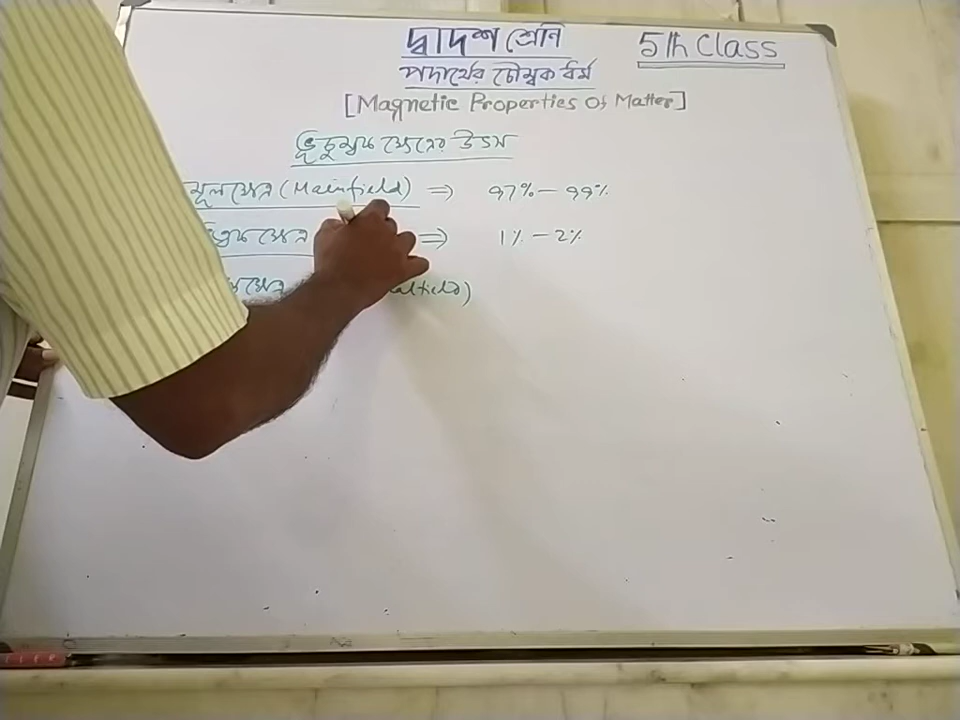 দ্বাদশ শ্রেণি
5th Class
পদার্থের চৌম্বক ধর্ম
[Magnetic Properties Of Matter]
ভূচুম্বক ক্ষেত্রের উৎস
মূলক্ষেত্র (Mainfield) ⇒ 97% - 99%
ক্ষেত্র ⇒ 1% - 2%
ক্ষেত্র